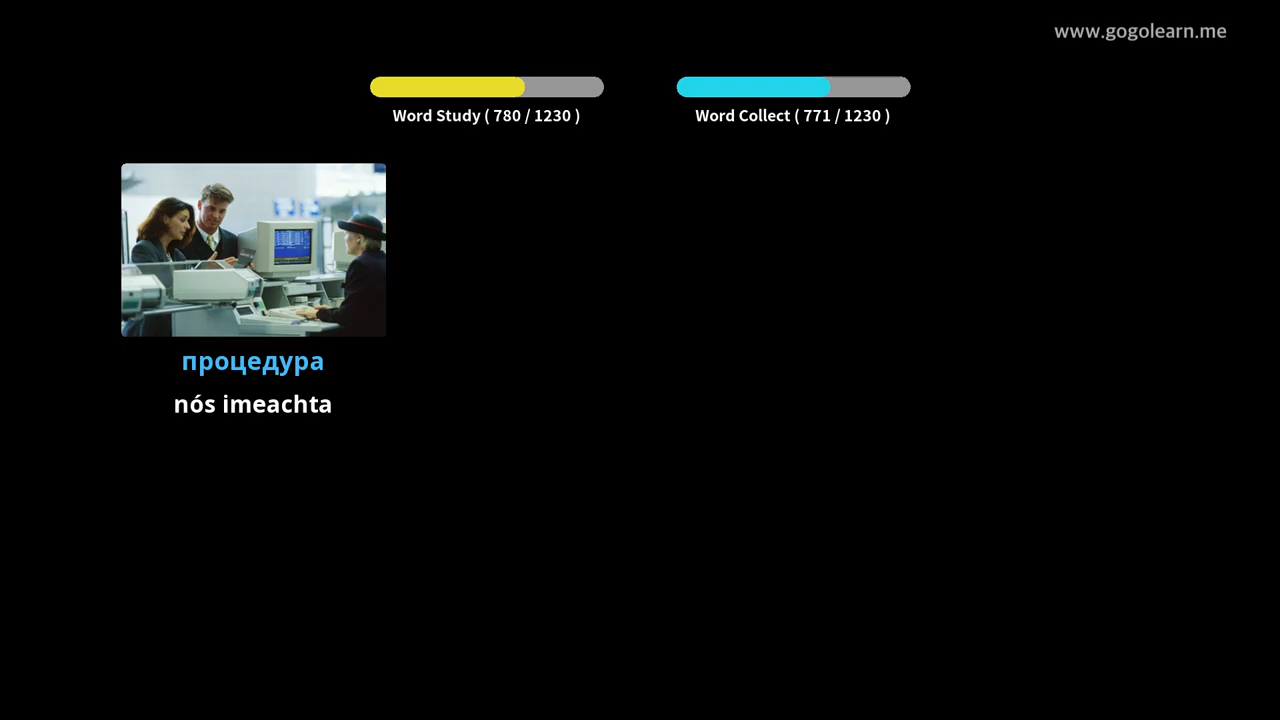 www.gogolearn.me
Word Study ( 780 / 1230 )
Word Collect ( 771 / 1230 )
процедура
nós imeachta